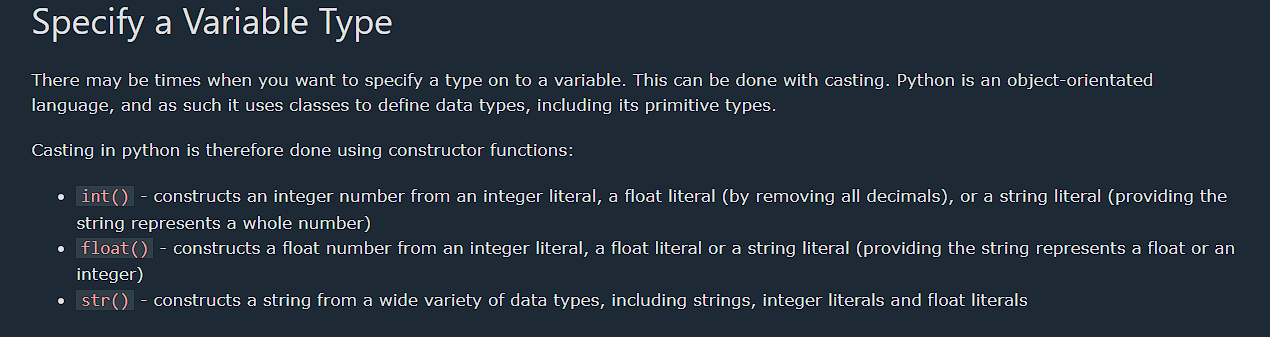 Specify a Variable Type
There may be times when you want to specify a type on to a variable. This can be done with casting. Python is an object-orientated
language, and as such it uses classes to define data types, including its primitive types.
Casting in python is therefore done using constructor functions:
• int() - constructs an integer number from an integer literal, a float literal (by removing all decimals), or a string literal (providing the
string represents a whole number)
• float() - constructs a float number from an integer literal, a float literal or a string literal (providing the string represents a float or an
integer)
• str() - constructs a string from a wide variety of data types, including strings, integer literals and float literals